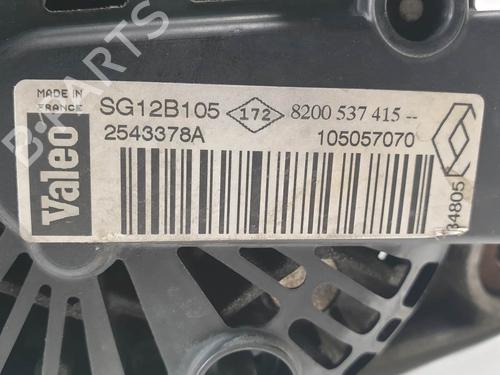 MADE IN
FRANCE
Valeo
SG12B105 172 8200 537 415 --
2543378A 105057070
34805
B-PARTS